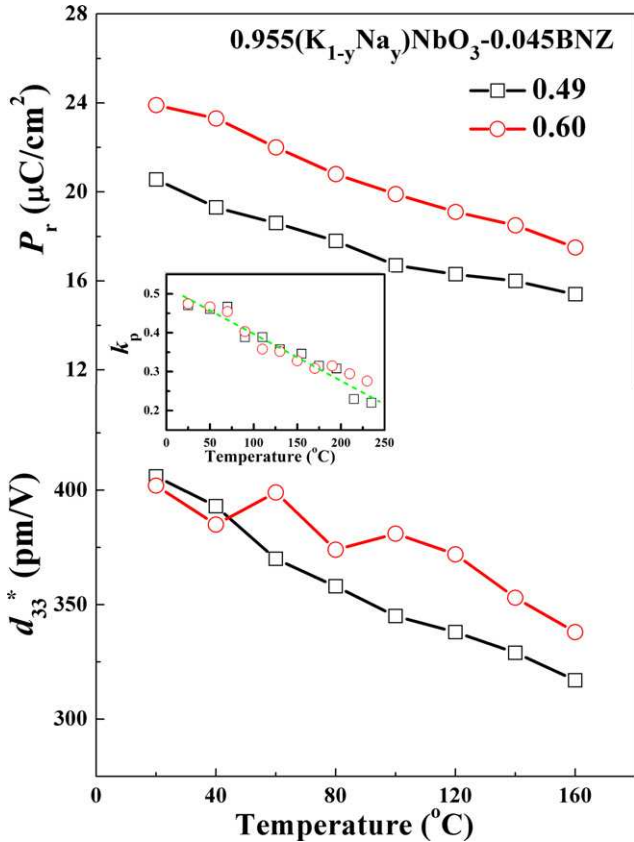 0.955(K₁₋yNay)NbO₃-0.045BNZ
0.49
0.60
28
24
20
16
12
Pr (μC/cm²)
0.5
0.4
0.3
0.2
kp
0 50 100 150 200 250
Temperature (°C)
400
350
300
d₃₃* (pm/V)
0 40 80 120 160
Temperature (°C)